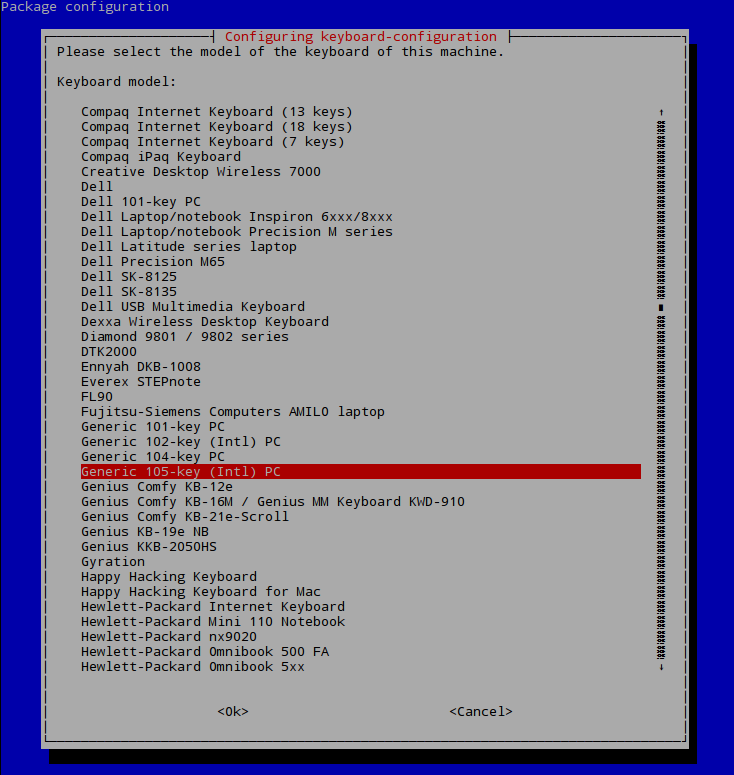 Package configuration
Configuring keyboard-configuration
Please select the model of the keyboard of this machine.
Keyboard model:
Compaq Internet Keyboard (13 keys)
Compaq Internet Keyboard (18 keys)
Compaq Internet Keyboard (7 keys)
Compaq iPaq Keyboard
Creative Desktop Wireless 7000
Dell
Dell 101-key PC
Dell Laptop/notebook Inspiron 6xxx/8xxx
Dell Laptop/notebook Precision M series
Dell Latitude series laptop
Dell Precision M65
Dell SK-8125
Dell SK-8135
Dell USB Multimedia Keyboard
Dexxa Wireless Desktop Keyboard
Diamond 9801 / 9802 series
DTK2000
Ennyah DKB-1008
Everex STEPnote
FL90
Fujitsu-Siemens Computers AMILO laptop
Generic 101-key PC
Generic 102-key (Intl) PC
Generic 104-key PC
Generic 105-key (Intl) PC
Genius Comfy KB-12e
Genius Comfy KB-16M / Genius MM Keyboard KWD-910
Genius Comfy KB-21e-Scroll
Genius KB-19e NB
Genius KKB-2050HS
Gyration
Happy Hacking Keyboard
Happy Hacking Keyboard for Mac
Hewlett-Packard Internet Keyboard
Hewlett-Packard Mini 110 Notebook
Hewlett-Packard nx9020
Hewlett-Packard Omnibook 500 FA
Hewlett-Packard Omnibook 5xx
<Ok> <Cancel>